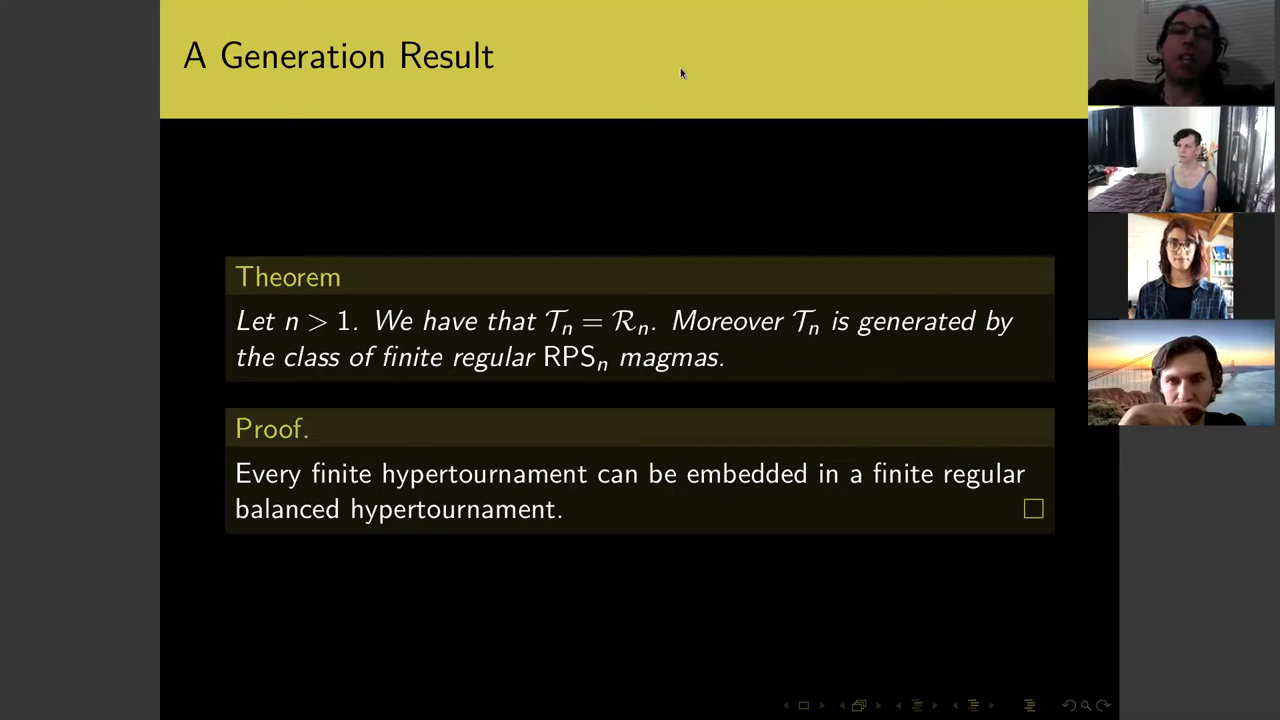 A Generation Result
Theorem
Let n > 1. We have that 𝒯ₙ = ℛₙ. Moreover 𝒯ₙ is generated by
the class of finite regular RPSₙ magmas.
Proof.
Every finite hypertournament can be embedded in a finite regular
balanced hypertournament. □